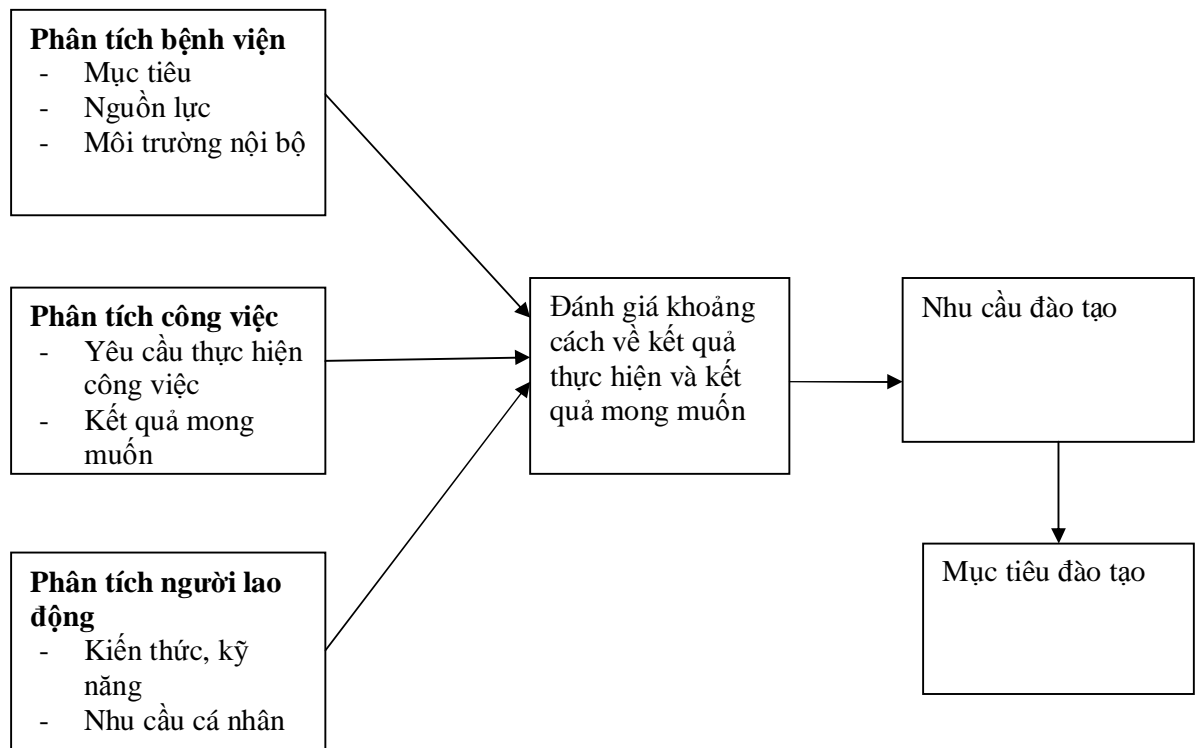 Phân tích bệnh viện
- Mục tiêu
- Nguồn lực
- Môi trường nội bộ
Phân tích công việc
- Yêu cầu thực hiện
công việc
- Kết quả mong
muốn
Phân tích người lao
động
- Kiến thức, kỹ
năng
- Nhu cầu cá nhân
Đánh giá khoảng
cách về kết quả
thực hiện và kết
quả mong muốn
Nhu cầu đào tạo
Mục tiêu đào tạo